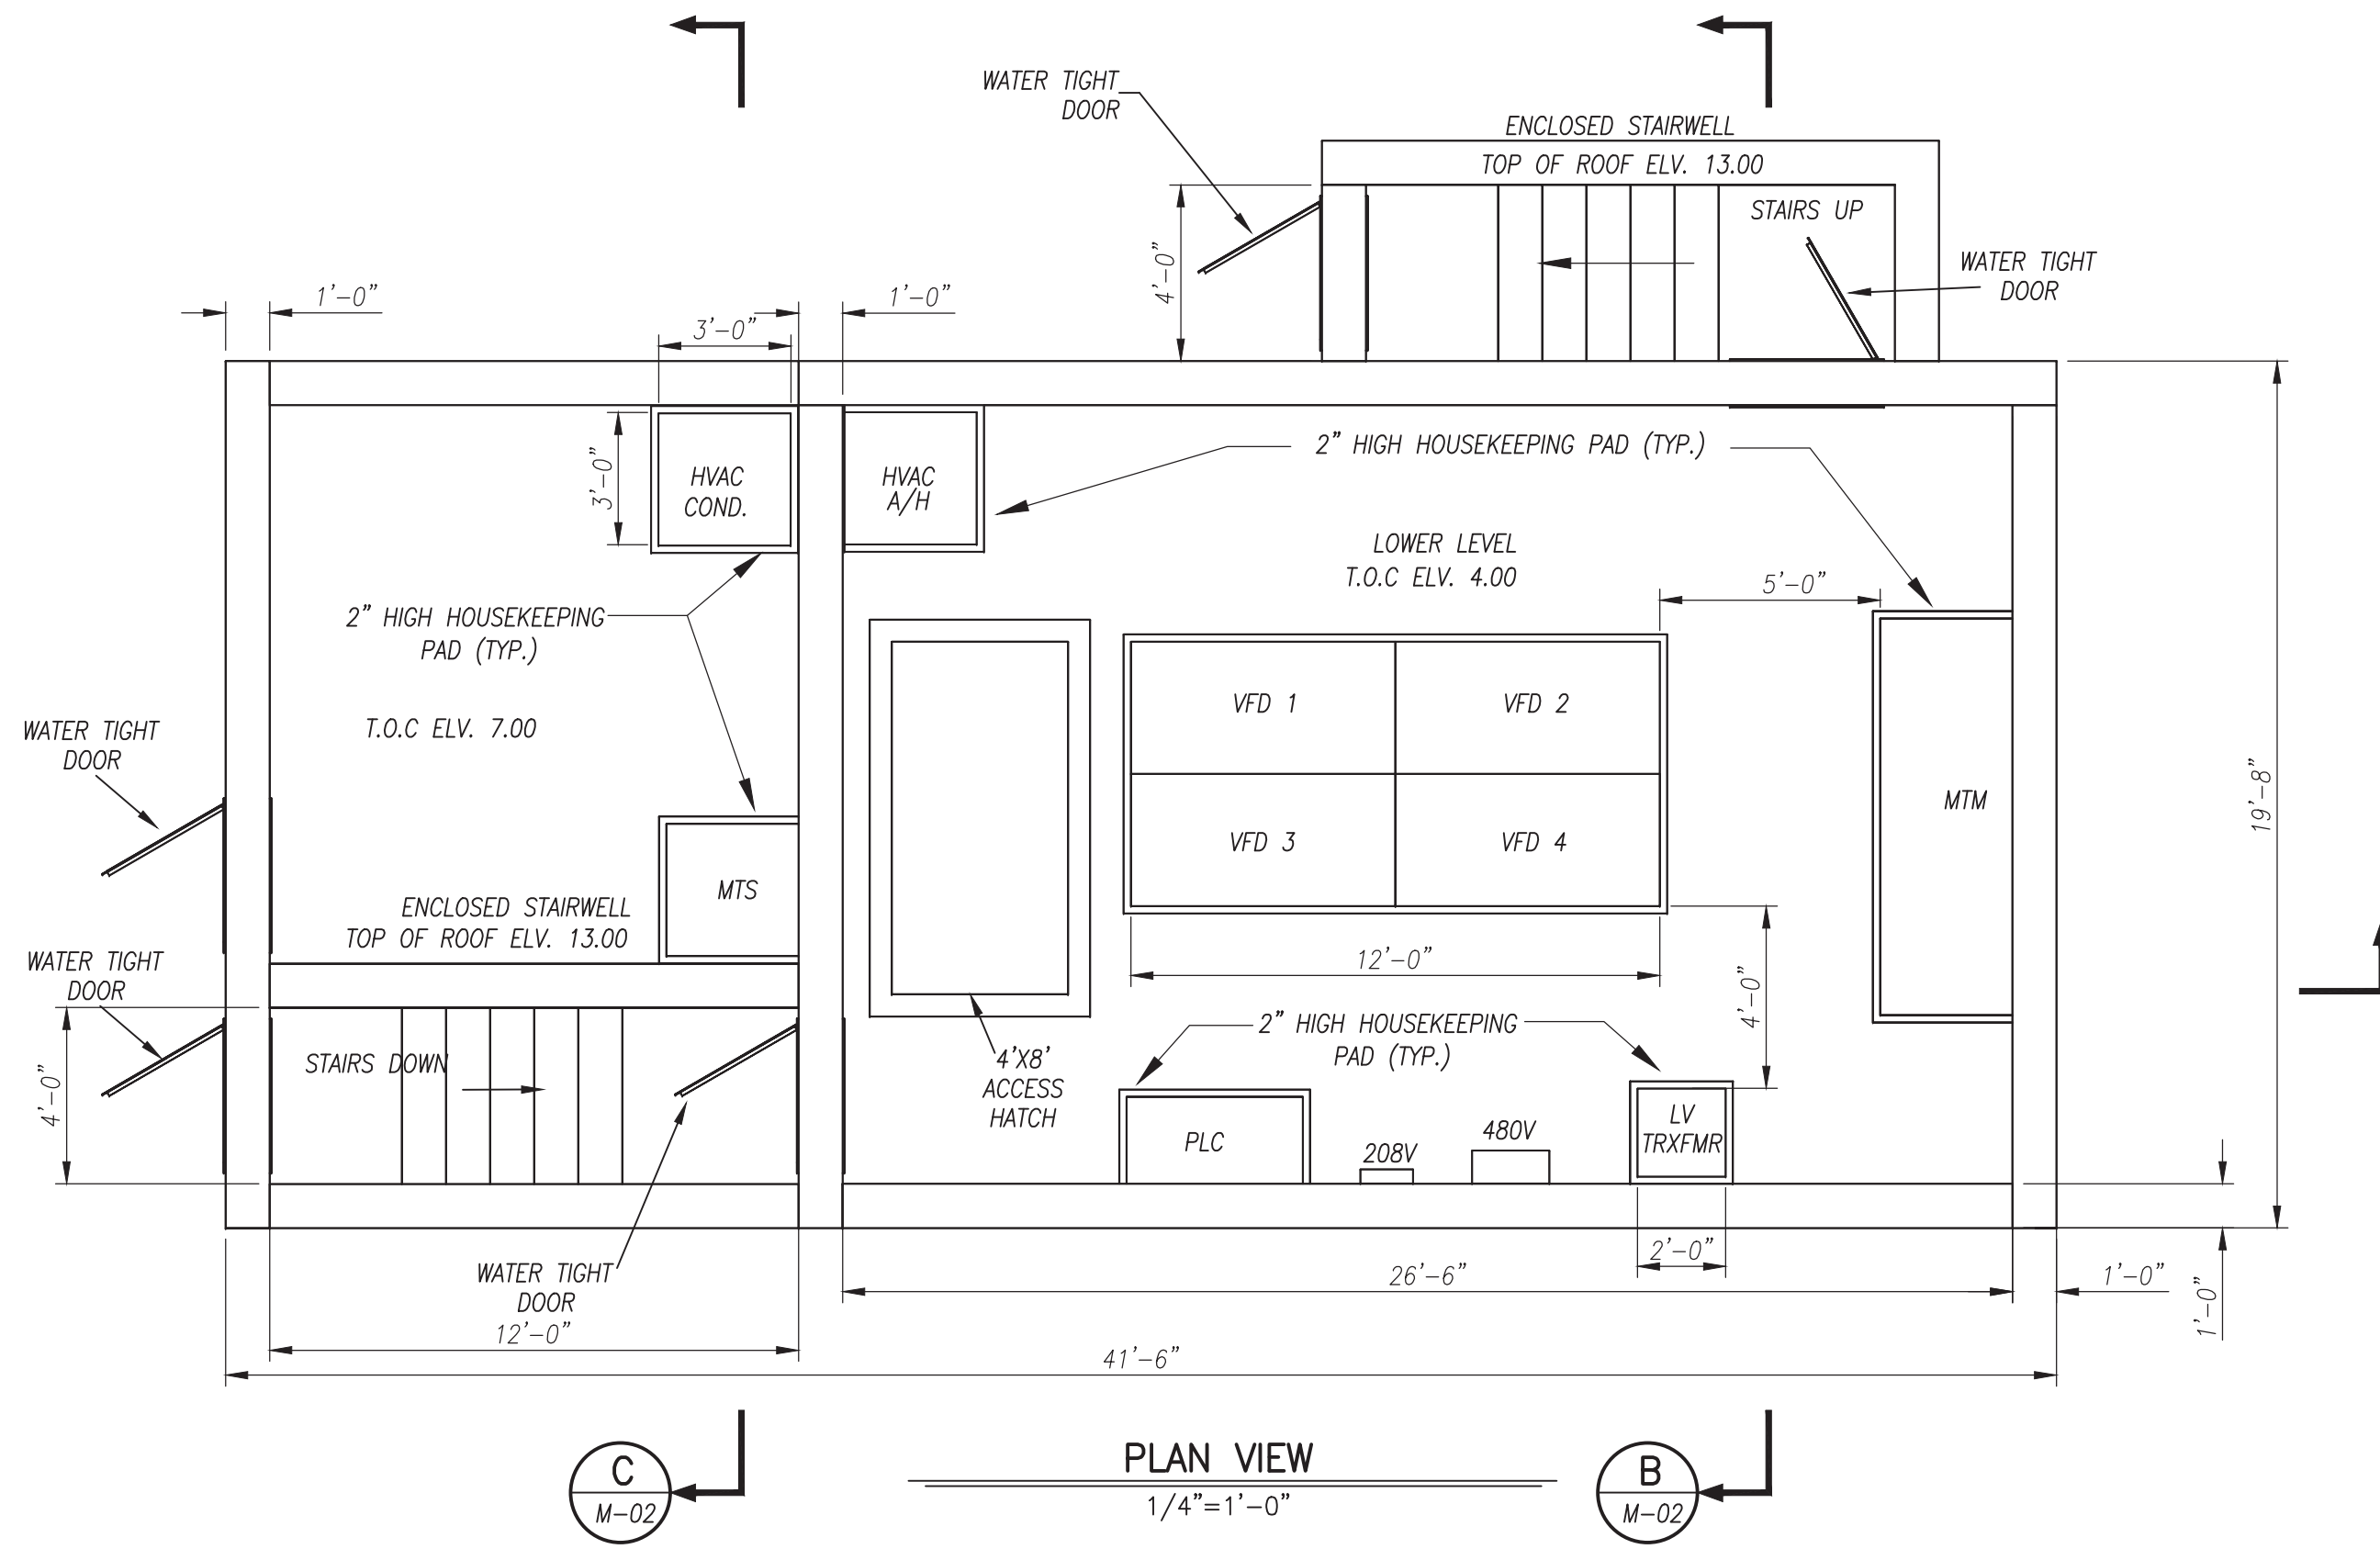 WATER TIGHT
DOOR
ENCLOSED STAIRWELL
TOP OF ROOF ELV. 13.00
STAIRS UP
WATER TIGHT
DOOR
4'-0"
1'-0"
1'-0"
3'-0"
3'-0"
HVAC
COND.
HVAC
A/H
2" HIGH HOUSEKEEPING PAD (TYP.)
LOWER LEVEL
T.O.C ELV. 4.00
5'-0"
2" HIGH HOUSEKEEPING
PAD (TYP.)
T.O.C ELV. 7.00
WATER TIGHT
DOOR
VFD 1
VFD 2
VFD 3
VFD 4
MTM
19'-8"
MTS
ENCLOSED STAIRWELL
TOP OF ROOF ELV. 13.00
WATER TIGHT
DOOR
12'-0"
4'-0"
2" HIGH HOUSEKEEPING
PAD (TYP.)
4'X8'
ACCESS
HATCH
STAIRS DOWN
4'-0"
PLC
208V
480V
LV
TRXFMR
2'-0"
WATER TIGHT
DOOR
26'-6"
1'-0"
1'-0"
12'-0"
41'-6"
C
M-02
PLAN VIEW
1/4"=1'-0"
B
M-02